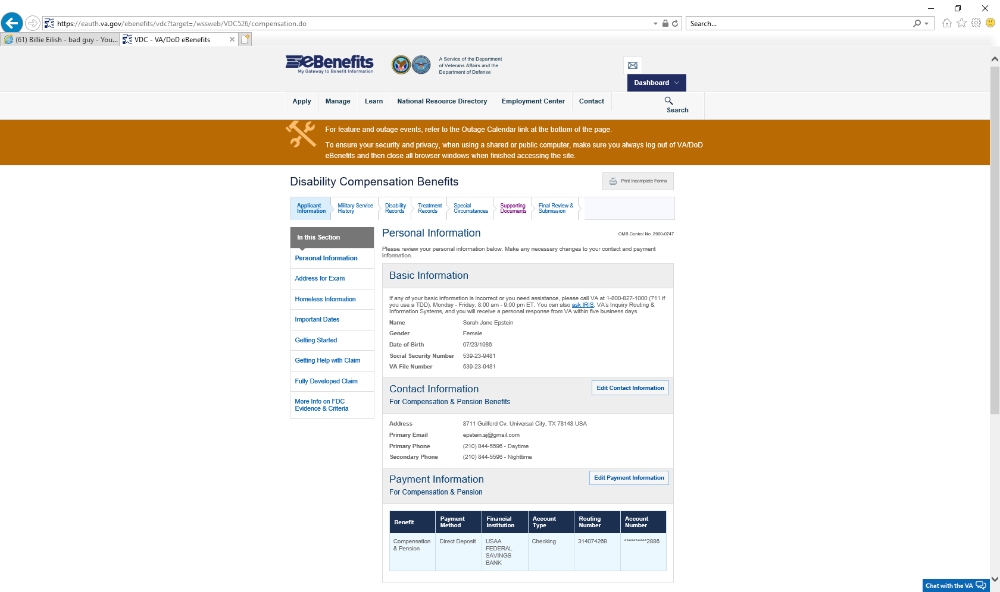 https://eauth.va.gov/ebenefits/vdc?target=/wssweb/VDC526/compensation.do
Search...
(61) Billie Eilish - bad guy - You...
VDC - VA/DoD eBenefits
eBenefits
My Gateway to Benefit Information
A Service of the Department
of Veterans Affairs and the
Department of Defense
Dashboard
Apply
Manage
Learn
National Resource Directory
Employment Center
Contact
Search
For feature and outage events, refer to the Outage Calendar link at the bottom of the page.
To ensure your security and privacy, when using a shared or public computer, make sure you always log out of VA/DoD
eBenefits and then close all browser windows when finished accessing the site.
Disability Compensation Benefits
Print Incomplete Forms
Applicant
Information
Military Service
History
Disability
Records
Treatment
Records
Special
Circumstances
Supporting
Documents
Final Review &
Submission
In this Section
Personal Information
Address for Exam
Homeless Information
Important Dates
Getting Started
Getting Help with Claim
Fully Developed Claim
More Info on FDC
Evidence & Criteria
Personal Information
OMB Control No. 2900-0747
Please review your personal information below. Make any necessary changes to your contact and payment
information.
Basic Information
If any of your basic information is incorrect or you need assistance, please call VA at 1-800-827-1000 (711 if
you use a TDD), Monday - Friday, 8:00 am - 9:00 pm ET. You can also ask IRIS, VA's Inquiry Routing &
Information Systems, and you will receive a personal response from VA within five business days.
Name Sarah Jane Epstein
Gender Female
Date of Birth 07/23/1986
Social Security Number 539-23-9481
VA File Number 539-23-9481
Contact Information
Edit Contact Information
For Compensation & Pension Benefits
Address 8711 Guilford Cv, Universal City, TX 78148 USA
Primary Email epstein.sj@gmail.com
Primary Phone (210) 844-5596 - Daytime
Secondary Phone (210) 844-5596 - Nighttime
Payment Information
Edit Payment Information
For Compensation & Pension
Benefit
Payment
Method
Financial
Institution
Account
Type
Routing
Number
Account
Number
Compensation
& Pension
Direct Deposit
USAA
FEDERAL
SAVINGS
BANK
Checking
314074269
**********2886
Chat with the VA